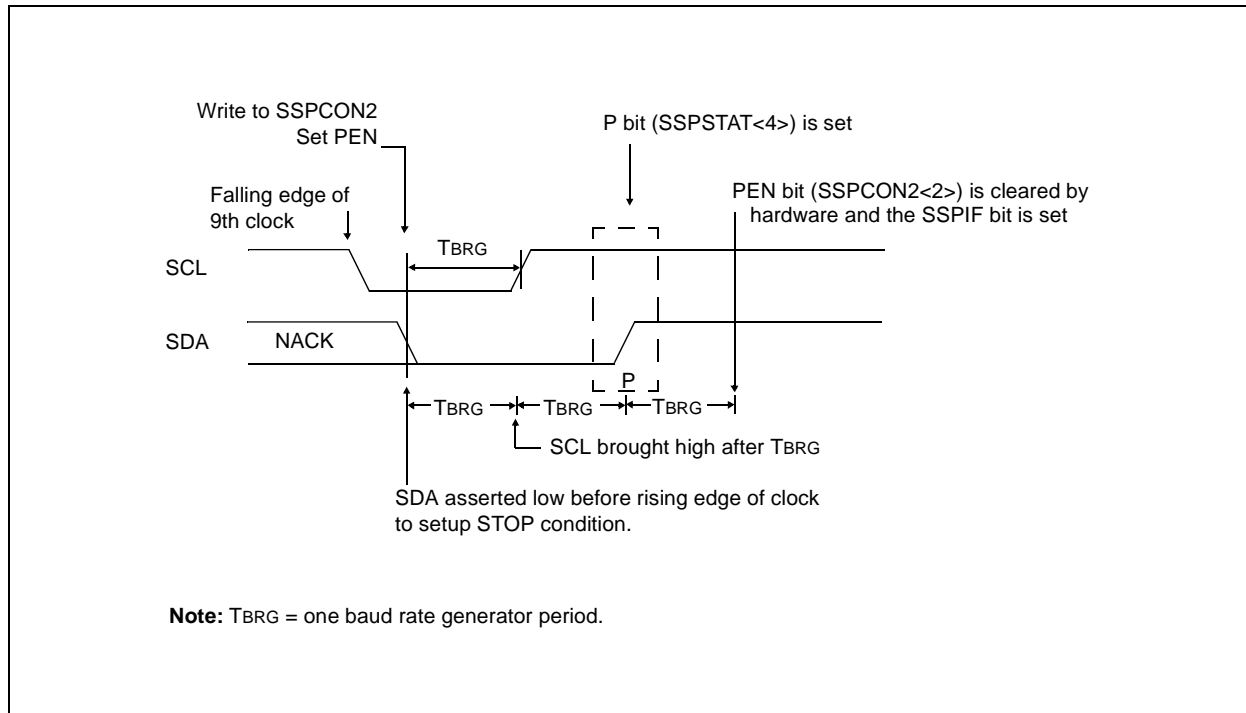 Write to SSPCON2
Set PEN
P bit (SSPSTAT<4>) is set
Falling edge of
9th clock
PEN bit (SSPCON2<2>) is cleared by
hardware and the SSPIF bit is set
TBRG
SCL
SDA
NACK
P
TBRG
TBRG
TBRG
SCL brought high after TBRG
SDA asserted low before rising edge of clock
to setup STOP condition.
Note: TBRG = one baud rate generator period.